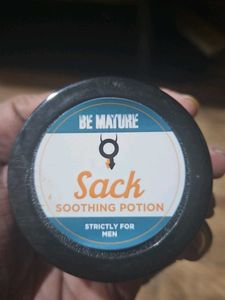 BE MATURE
Sack
SOOTHING POTION
STRICTLY FOR
MEN